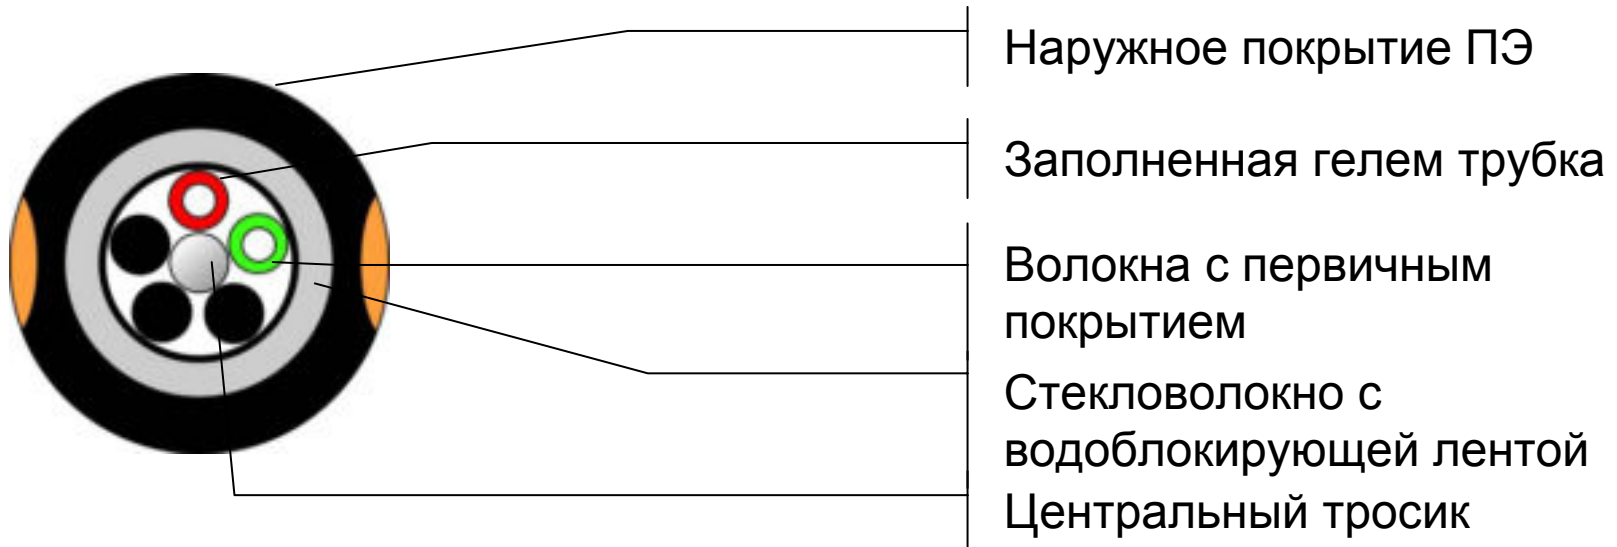 Наружное покрытие ПЭ
Заполненная гелем трубка
Волокна с первичным
покрытием
Стекловолокно с
водоблокирующей лентой
Центральный тросик